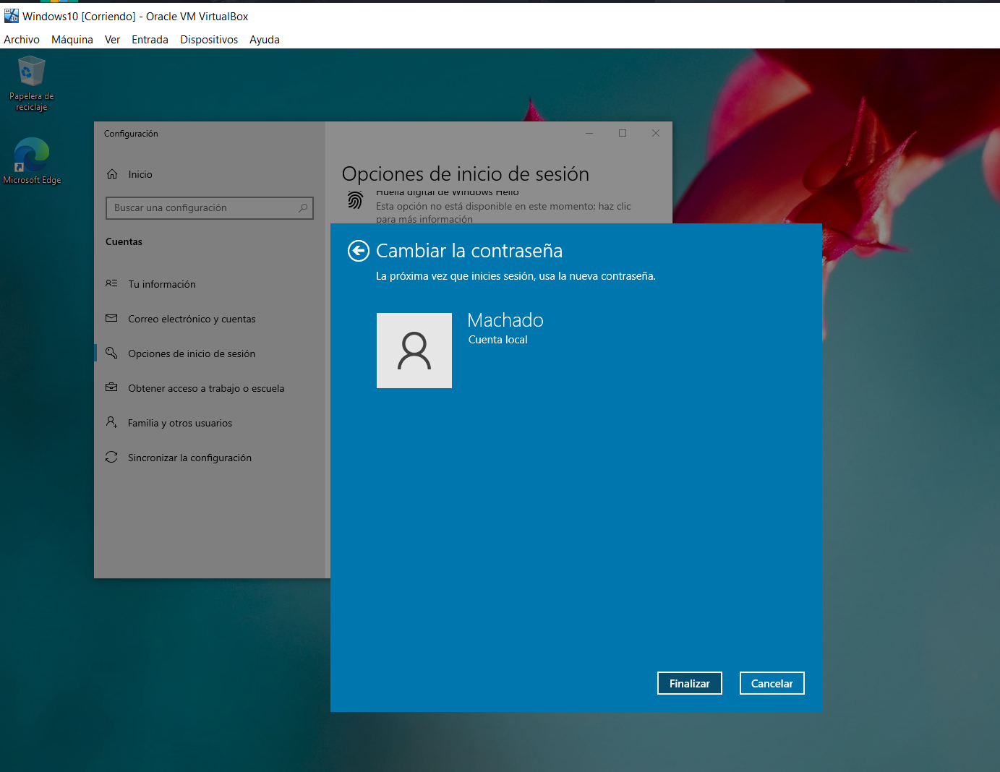 Windows10 [Corriendo] - Oracle VM VirtualBox
Archivo Máquina Ver Entrada Dispositivos Ayuda
Papelera de
reciclaje
Microsoft Edge
Configuración
Inicio
Buscar una configuración
Cuentas
Tu información
Correo electrónico y cuentas
Opciones de inicio de sesión
Obtener acceso a trabajo o escuela
Familia y otros usuarios
Sincronizar la configuración
Opciones de inicio de sesión
Huella digital de Windows Hello
Esta opción no está disponible en este momento; haz clic
para más información
Cambiar la contraseña
La próxima vez que inicies sesión, usa la nueva contraseña.
Machado
Cuenta local
Finalizar Cancelar